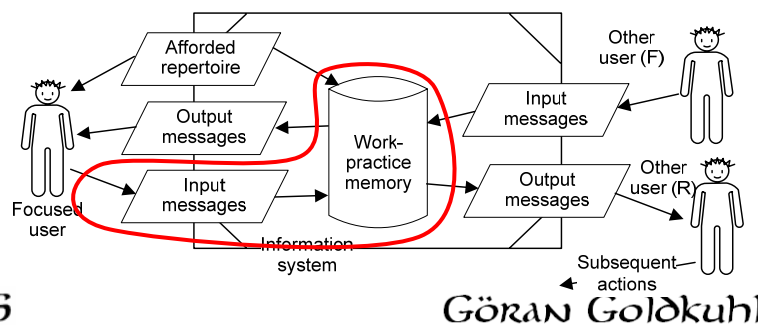 Afforded
repertoire
Output
messages
Input
messages
Focused
user
Work-
practice
memory
Information
system
Input
messages
Output
messages
Other
user (F)
Other
user (R)
Subsequent
actions
Göran Goldkuhl